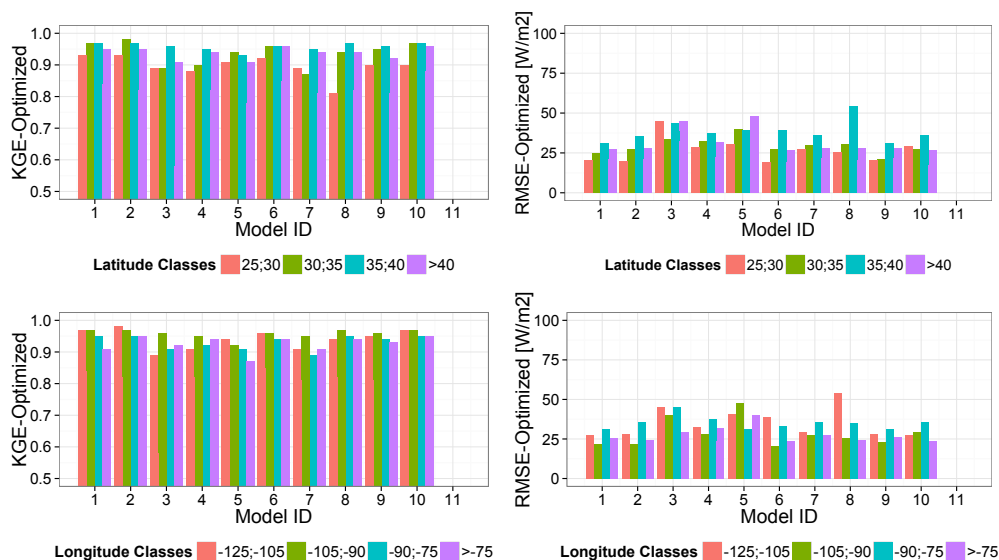 KGE-Optimized
1.0
0.9
0.8
0.7
0.6
0.5
1 2 3 4 5 6 7 8 9 10 11
Model ID
Latitude Classes 25;30 30;35 35;40 >40
RMSE-Optimized [W/m2]
100
75
50
25
0
1 2 3 4 5 6 7 8 9 10 11
Model ID
Latitude Classes 25;30 30;35 35;40 >40
KGE-Optimized
1.0
0.9
0.8
0.7
0.6
0.5
1 2 3 4 5 6 7 8 9 10 11
Model ID
Longitude Classes -125;-105 -105;-90 -90;-75 >-75
RMSE-Optimized [W/m2]
100
75
50
25
0
1 2 3 4 5 6 7 8 9 10 11
Model ID
Longitude Classes -125;-105 -105;-90 -90;-75 >-75